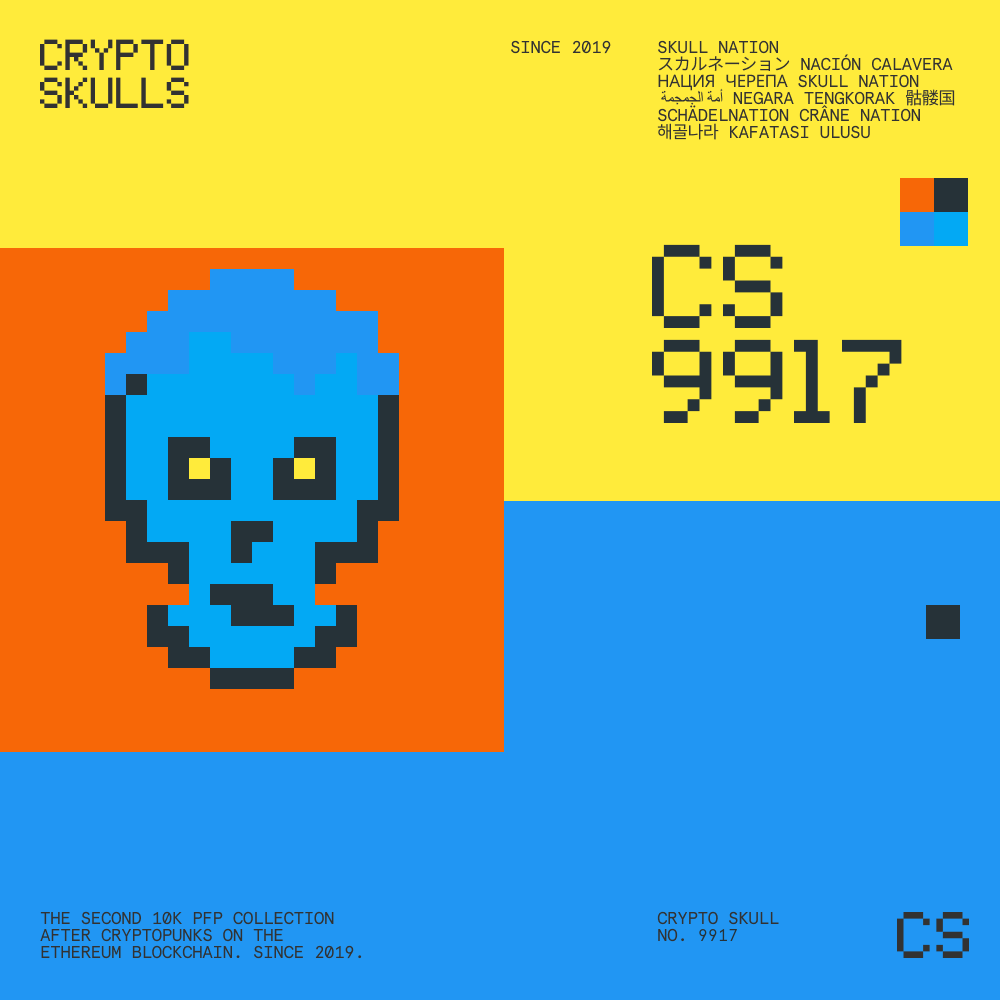 CRYPTO
SKULLS
SINCE 2019
SKULL NATION
スカルネーション NACIÓN CALAVERA
НАЦИЯ ЧЕРЕПА SKULL NATION
أمة الجمجمة NEGARA TENGKORAK 骷髅国
SCHÄDELNATION CRÂNE NATION
해골나라 KAFATASI ULUSU
CS
9917
THE SECOND 10K PFP COLLECTION
AFTER CRYPTOPUNKS ON THE
ETHEREUM BLOCKCHAIN. SINCE 2019.
CRYPTO SKULL
NO. 9917
CS